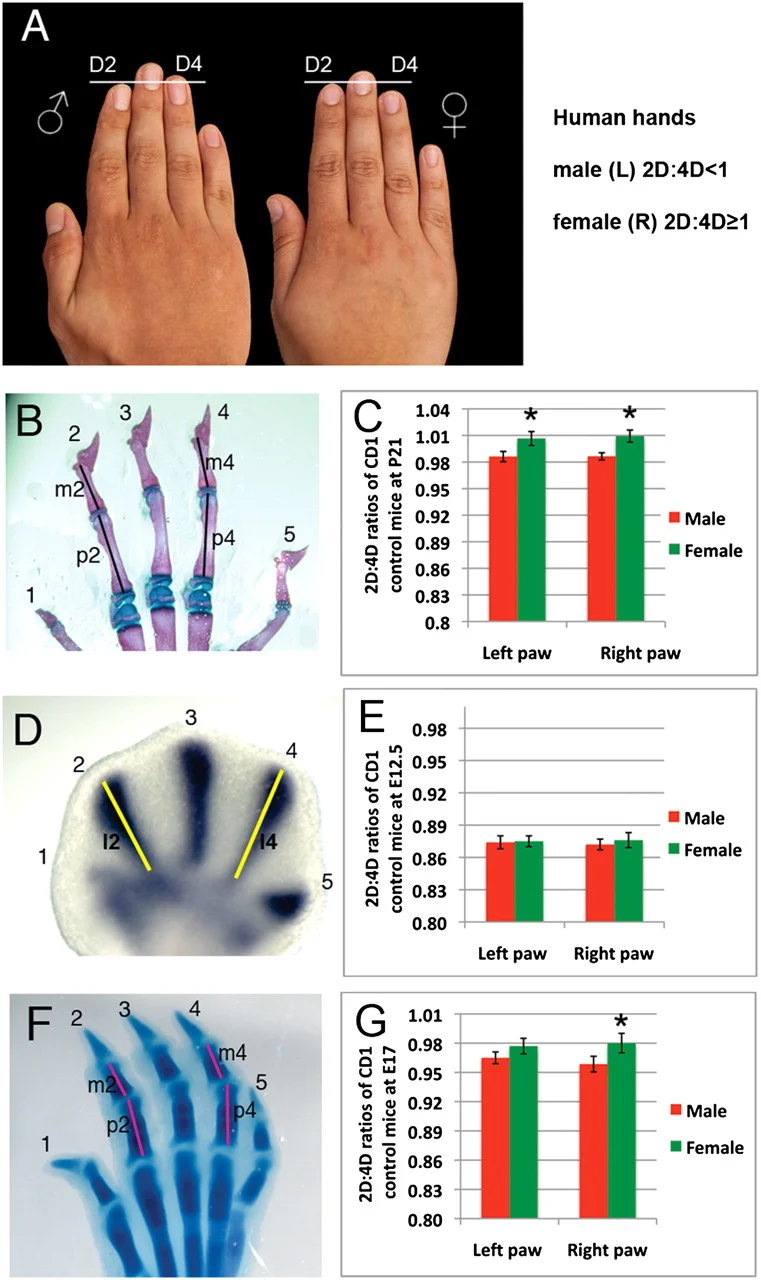 A
D2
D4
D2
D4
♂
♀
Human hands
male (L) 2D:4D<1
female (R) 2D:4D≥1
B
1
2
3
4
5
m2
m4
p2
p4
C
2D:4D ratios of CD1
control mice at P21
1.04
1.01
0.98
0.95
0.92
0.89
0.86
0.83
0.8
*
*
Left paw
Right paw
Male
Female
D
1
2
3
4
5
l2
l4
E
2D:4D ratios of CD1
control mice at E12.5
0.98
0.95
0.92
0.89
0.86
0.83
0.80
Left paw
Right paw
Male
Female
F
1
2
3
4
5
m2
m4
p2
p4
G
2D:4D ratios of CD1
control mice at E17
1.01
0.98
0.95
0.92
0.89
0.86
0.83
0.80
*
Left paw
Right paw
Male
Female